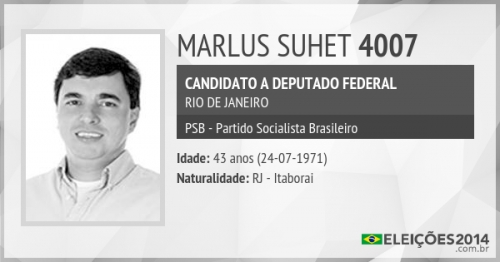 MARLUS SUHET 4007
CANDIDATO A DEPUTADO FEDERAL
RIO DE JANEIRO
PSB - Partido Socialista Brasileiro
Idade: 43 anos (24-07-1971)
Naturalidade: RJ - Itaborai
ELEIÇÕES2014
.com.br